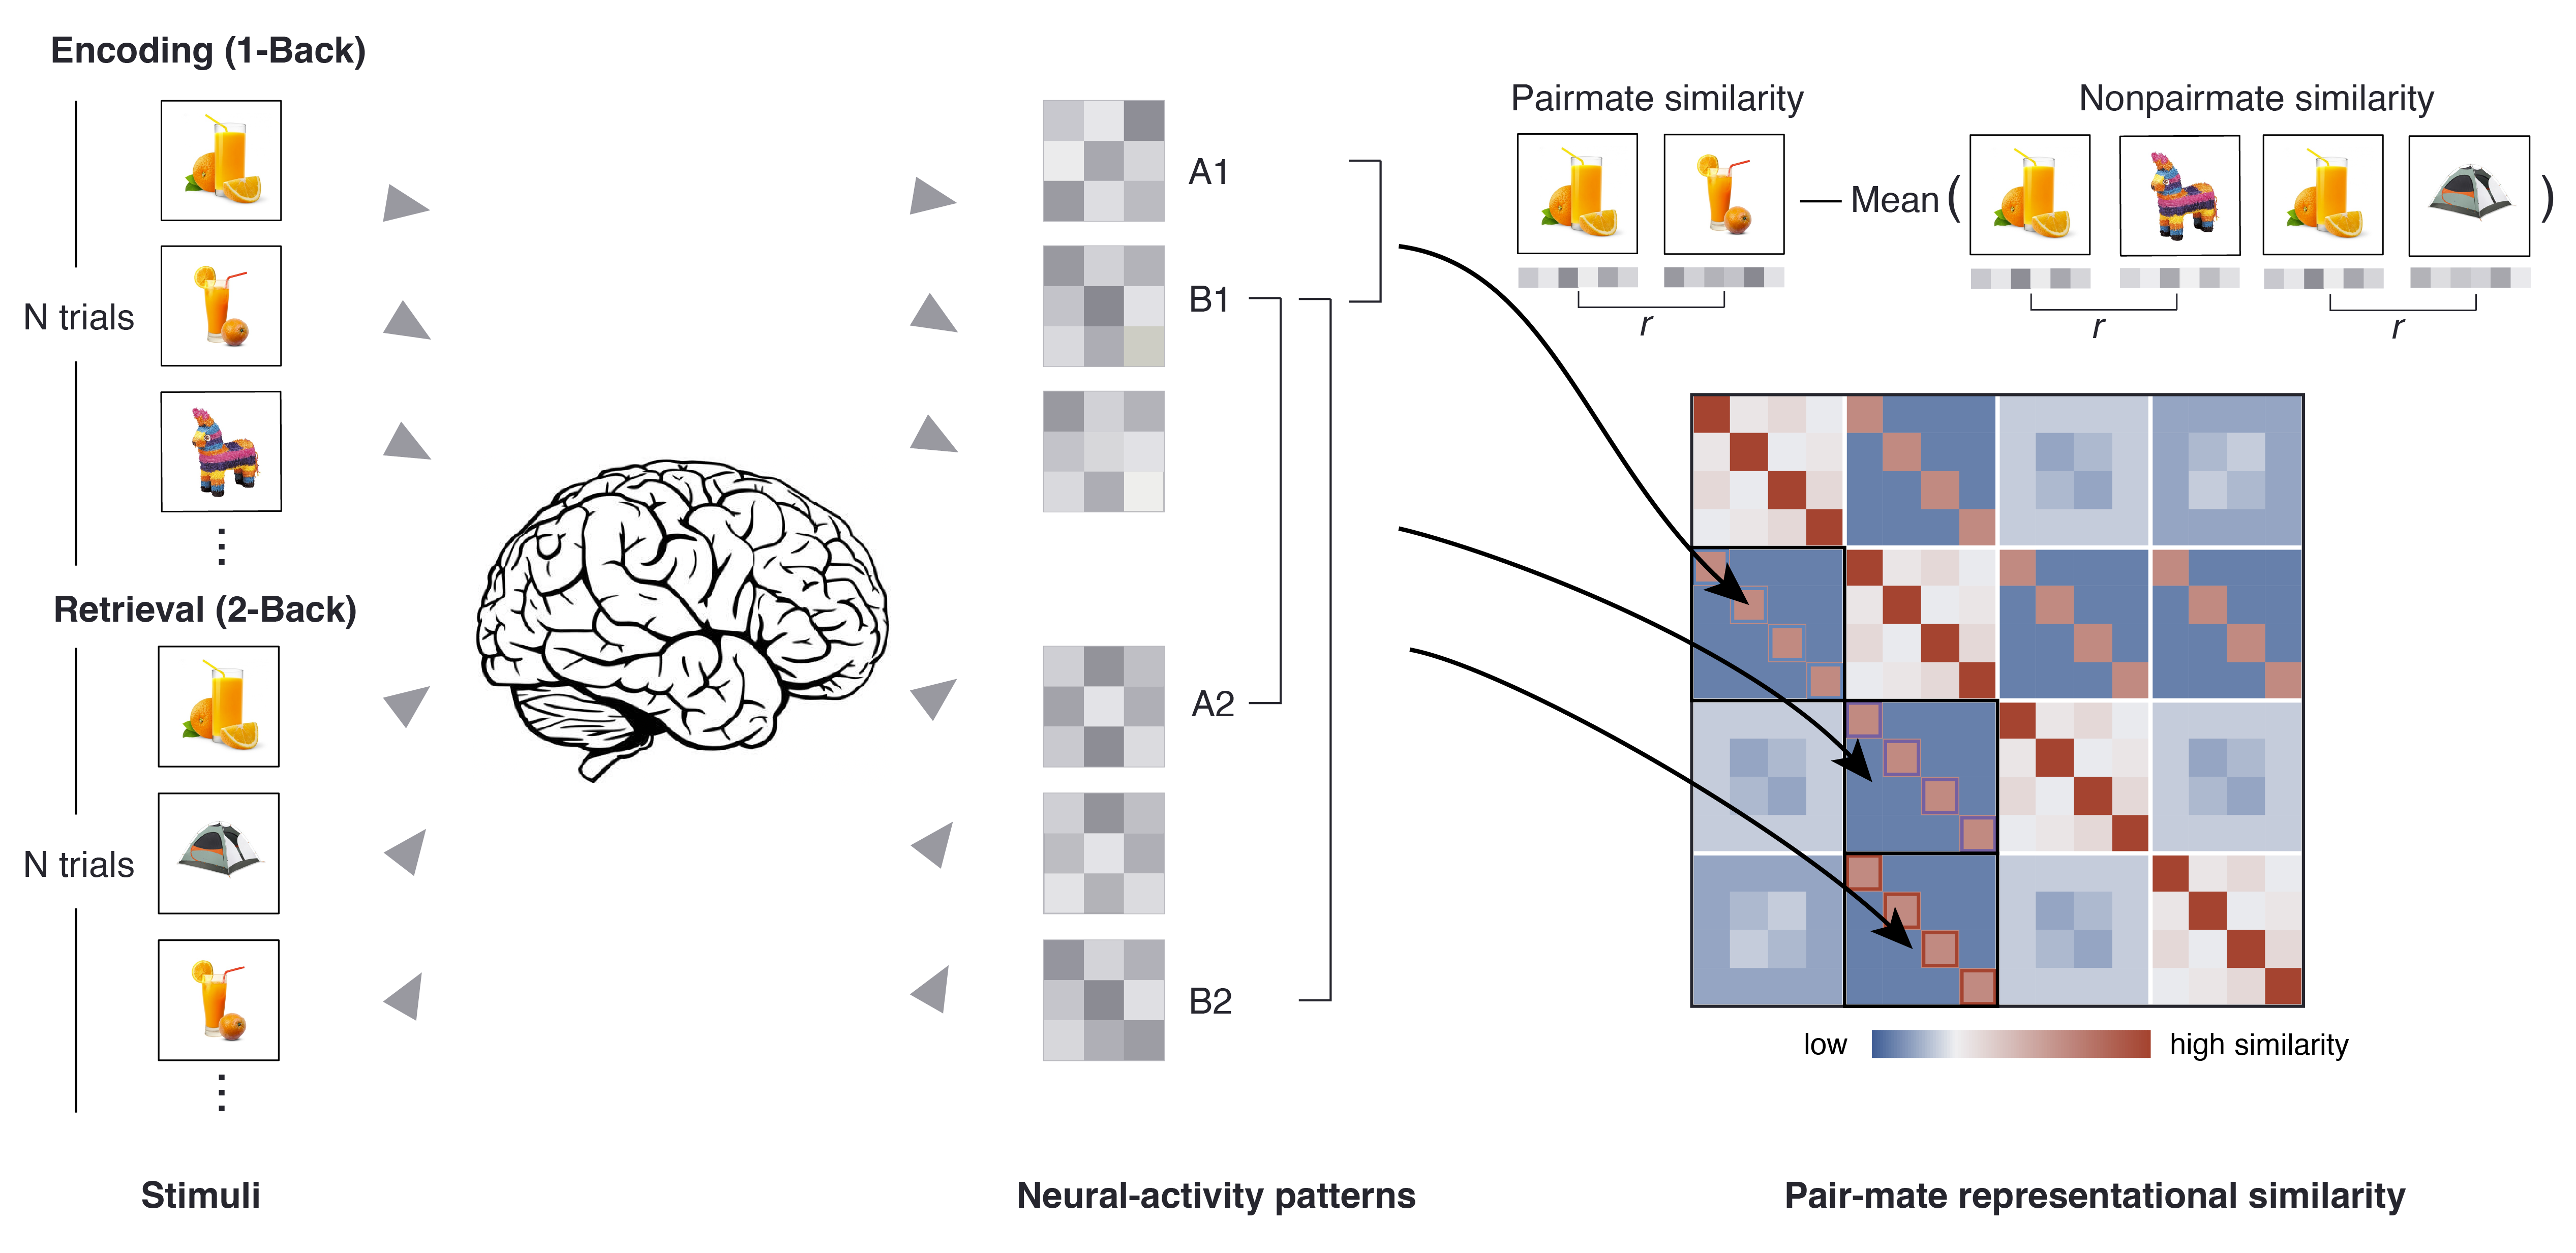 Encoding (1-Back)
N trials
Retrieval (2-Back)
N trials
Stimuli
A1
B1
A2
B2
Neural-activity patterns
Pairmate similarity
Nonpairmate similarity
— Mean ( )
r
r
r
low
high similarity
Pair-mate representational similarity